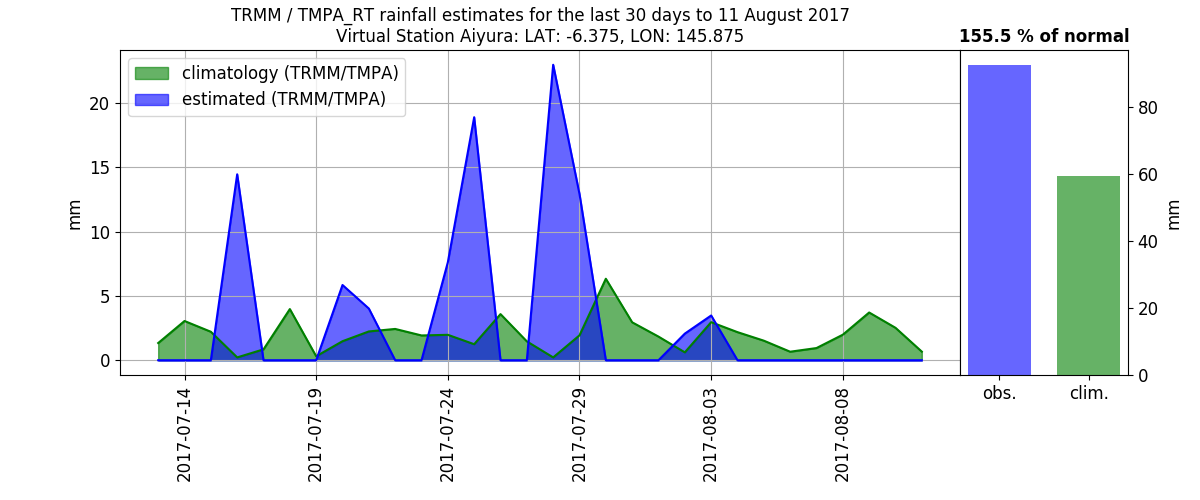 TRMM / TMPA_RT rainfall estimates for the last 30 days to 11 August 2017
Virtual Station Aiyura: LAT: -6.375, LON: 145.875
155.5 % of normal
climatology (TRMM/TMPA)
estimated (TRMM/TMPA)
mm
20
15
10
5
0
2017-07-14
2017-07-19
2017-07-24
2017-07-29
2017-08-03
2017-08-08
80
60
40
20
0
mm
obs.
clim.